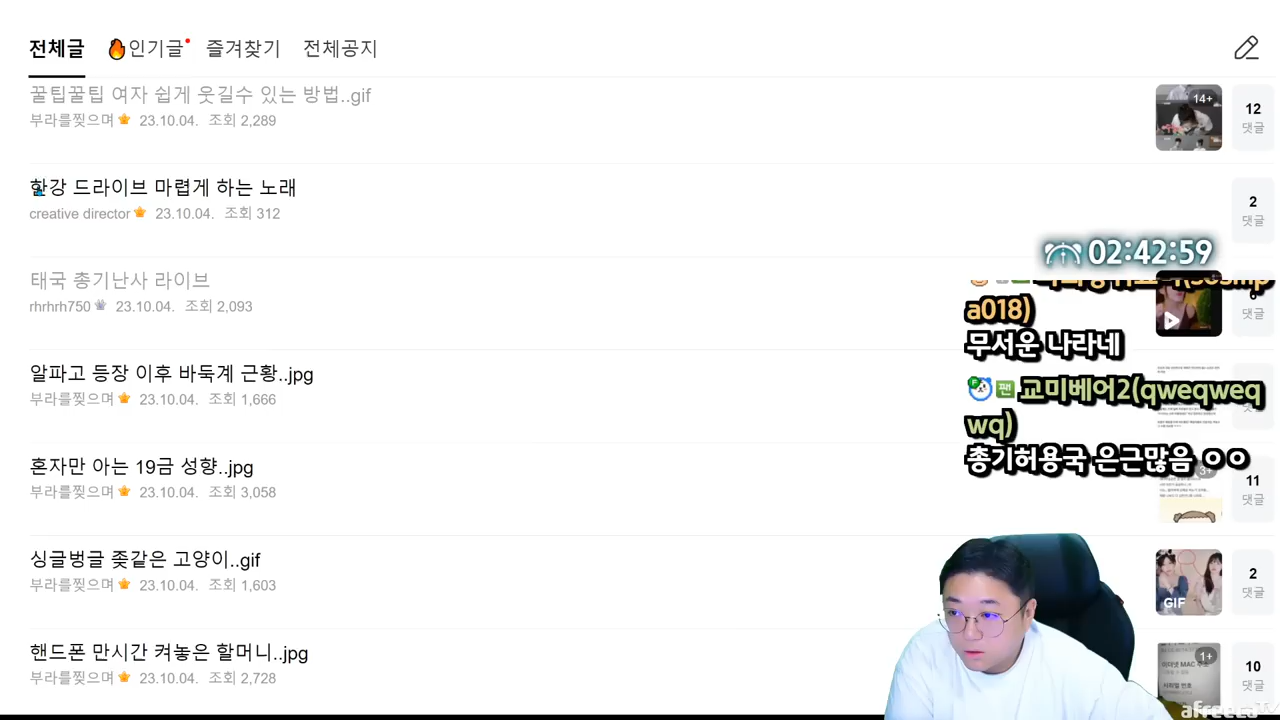 전체글 인기글 즐겨찾기 전체공지
꿀팁꿀팁 여자 쉽게 웃길수 있는 방법..gif
부라를찢으며 23.10.04. 조회 2,289
14+
12
댓글
한강 드라이브 마렵게 하는 노래
creative director 23.10.04. 조회 312
2
댓글
02:42:59
태국 총기난사 라이브
rhrhrh750 23.10.04. 조회 2,093
댓글
a018)
무서운 나라네
알파고 등장 이후 바둑계 근황..jpg
부라를찢으며 23.10.04. 조회 1,666
팬 교미베어2(qweqweq
wq)
총기허용국 은근많음 ㅇㅇ
혼자만 아는 19금 성향..jpg
부라를찢으며 23.10.04. 조회 3,058
3+
11
댓글
싱글벙글 좆같은 고양이..gif
부라를찢으며 23.10.04. 조회 1,603
GIF
2
댓글
핸드폰 만시간 켜놓은 할머니..jpg
부라를찢으며 23.10.04. 조회 2,728
1+
10
댓글
afreecaTV